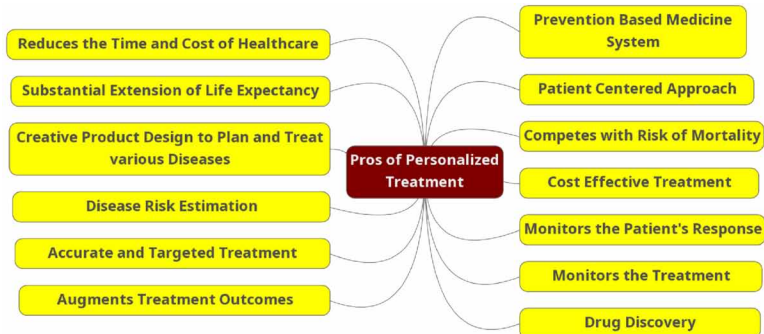 Reduces the Time and Cost of Healthcare
Substantial Extension of Life Expectancy
Creative Product Design to Plan and Treat
various Diseases
Disease Risk Estimation
Accurate and Targeted Treatment
Augments Treatment Outcomes
Pros of Personalized
Treatment
Prevention Based Medicine
System
Patient Centered Approach
Competes with Risk of Mortality
Cost Effective Treatment
Monitors the Patient's Response
Monitors the Treatment
Drug Discovery